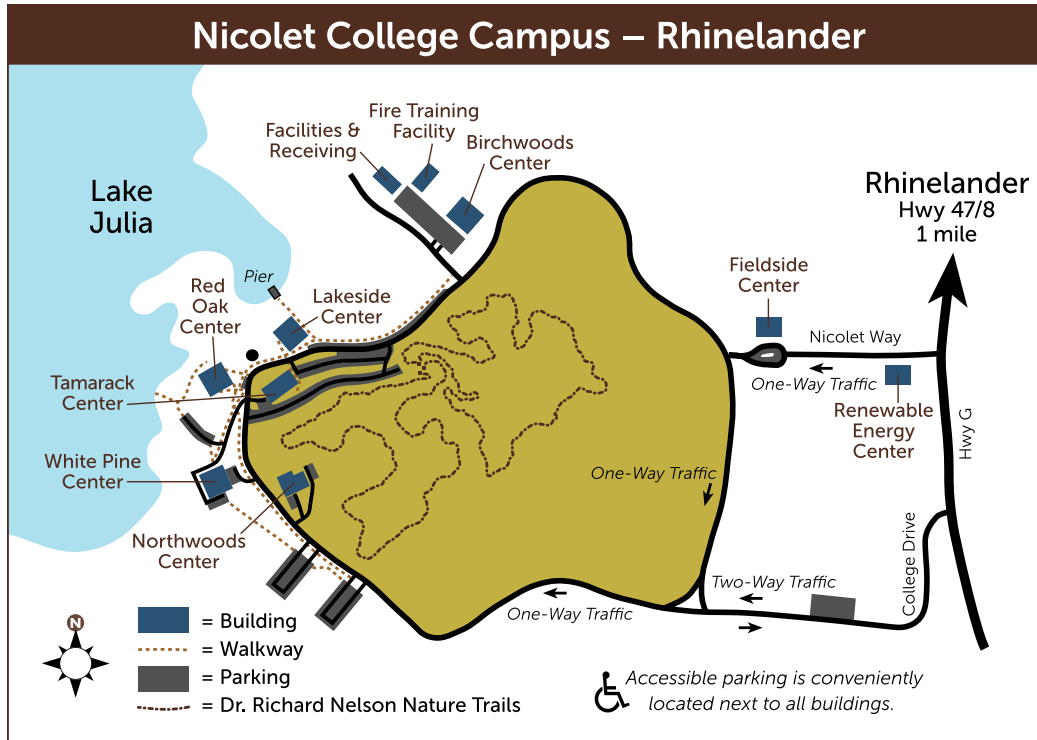 Nicolet College Campus – Rhinelander
Fire Training
Facility
Facilities &
Receiving
Birchwoods
Center
Lake
Julia
Rhinelander
Hwy 47/8
1 mile
Pier
Red
Oak
Center
Lakeside
Center
Fieldside
Center
Nicolet Way
One-Way Traffic
Tamarack
Center
Renewable
Energy
Center
Hwy G
White Pine
Center
One-Way Traffic
Northwoods
Center
College Drive
Two-Way Traffic
One-Way Traffic
N
= Building
= Walkway
= Parking
= Dr. Richard Nelson Nature Trails
Accessible parking is conveniently
located next to all buildings.